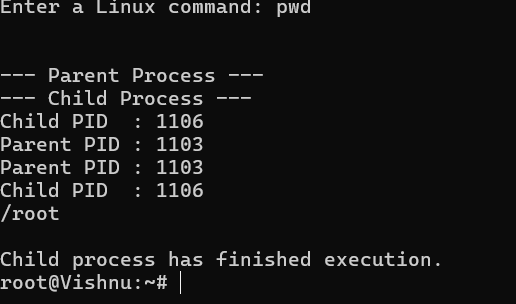 Enter a Linux command: pwd
--- Parent Process ---
--- Child Process ---
Child PID  : 1106
Parent PID : 1103
Parent PID : 1103
Child PID  : 1106
/root
Child process has finished execution.
root@Vishnu:~#